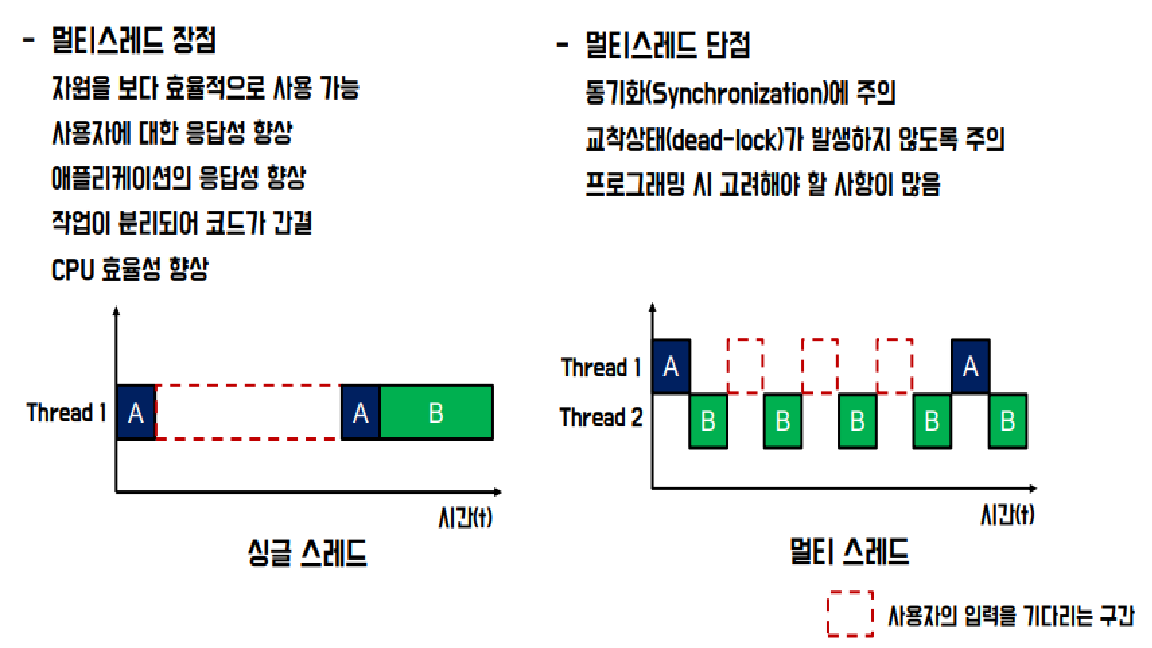 - 멀티스레드 장점
자원을 보다 효율적으로 사용 가능
사용자에 대한 응답성 향상
애플리케이션의 응답성 향상
작업이 분리되어 코드가 간결
CPU 효율성 향상
- 멀티스레드 단점
동기화(Synchronization)에 주의
교착상태(dead-lock)가 발생하지 않도록 주의
프로그래밍 시 고려해야 할 사항이 많음
Thread 1 A A B
시간(t)
싱글 스레드
Thread 1 A A
Thread 2 B B B B B
시간(t)
멀티 스레드
사용자의 입력을 기다리는 구간